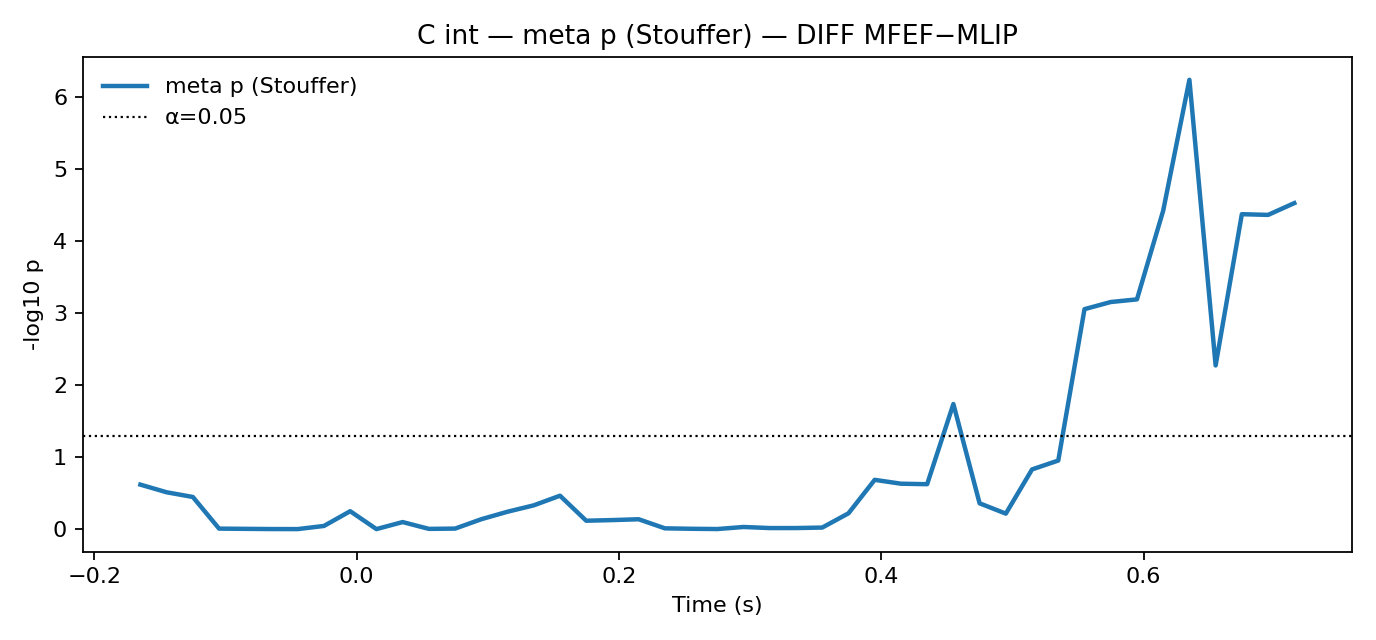 C int — meta p (Stouffer) — DIFF MFEF−MLIP
meta p (Stouffer)
α=0.05
6
5
4
3
2
1
0
-log10 p
−0.2
0.0
0.2
0.4
0.6
Time (s)